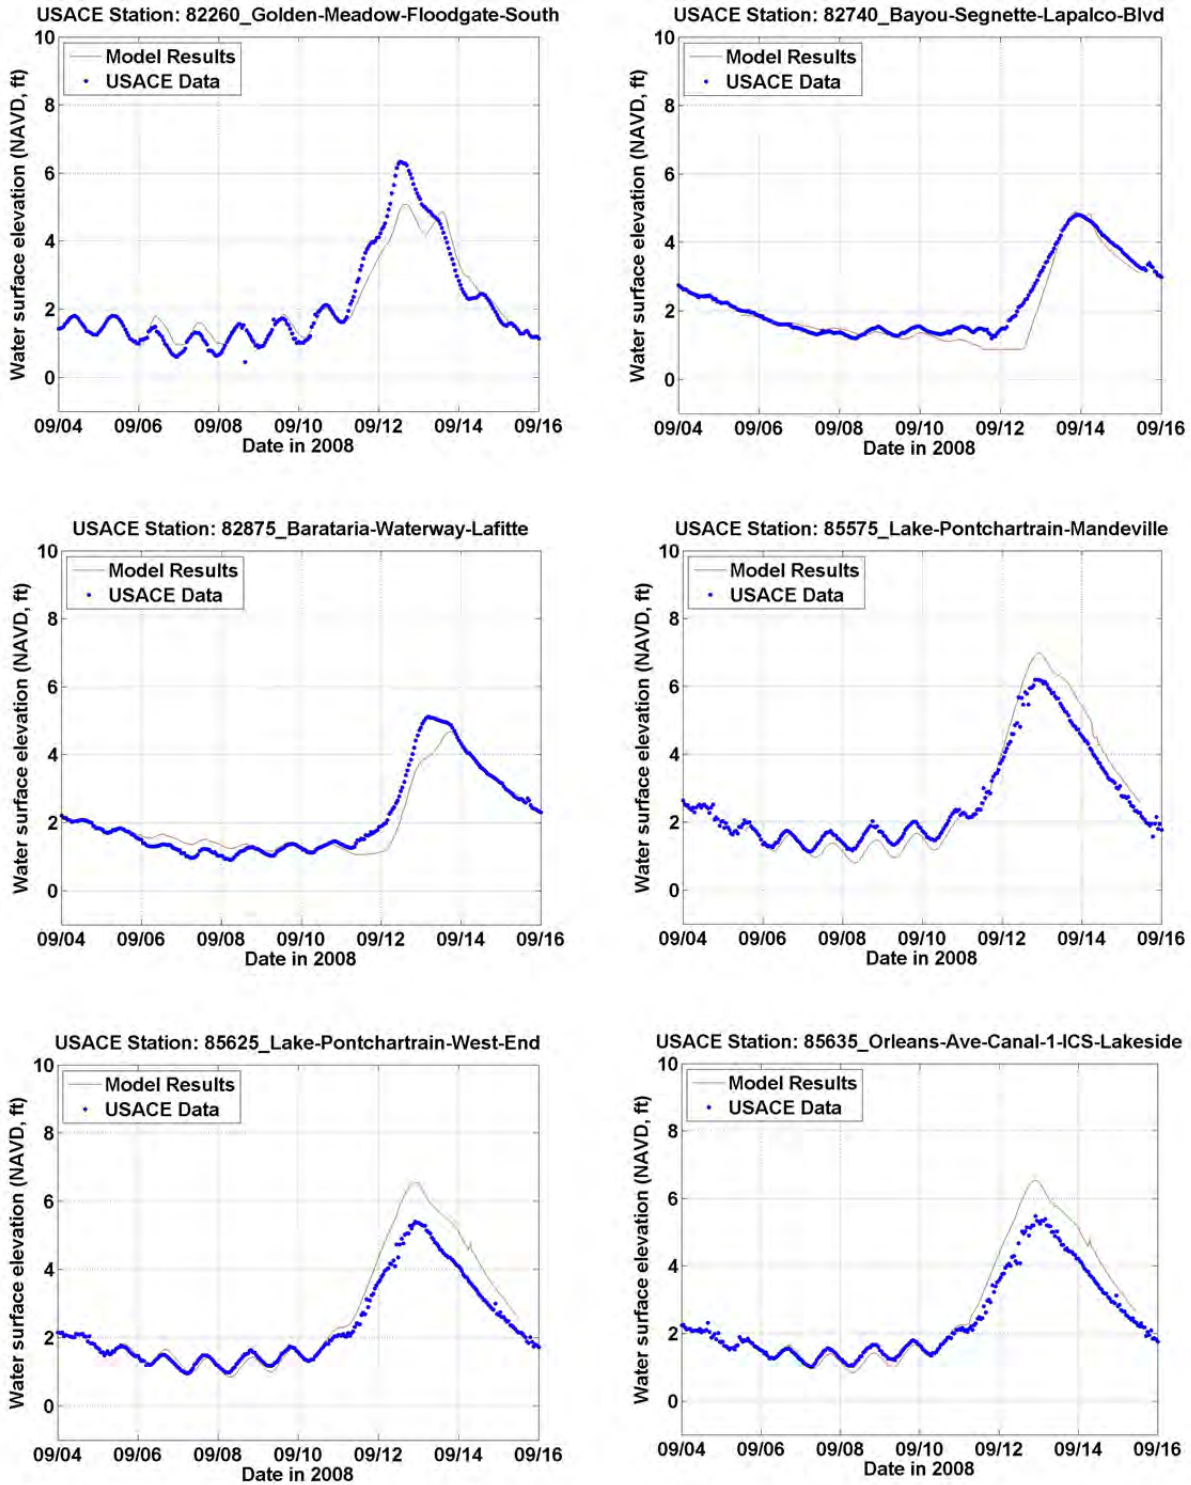 USACE Station: 82260_Golden-Meadow-Floodgate-South
10
8
6
4
2
0
Water surface elevation (NAVD, ft)
Model Results
USACE Data
09/04 09/06 09/08 09/10 09/12 09/14 09/16
Date in 2008
USACE Station: 82740_Bayou-Segnette-Lapalco-Blvd
10
8
6
4
2
0
Water surface elevation (NAVD, ft)
Model Results
USACE Data
09/04 09/06 09/08 09/10 09/12 09/14 09/16
Date in 2008
USACE Station: 82875_Barataria-Waterway-Lafitte
10
8
6
4
2
0
Water surface elevation (NAVD, ft)
Model Results
USACE Data
09/04 09/06 09/08 09/10 09/12 09/14 09/16
Date in 2008
USACE Station: 85575_Lake-Pontchartrain-Mandeville
10
8
6
4
2
0
Water surface elevation (NAVD, ft)
Model Results
USACE Data
09/04 09/06 09/08 09/10 09/12 09/14 09/16
Date in 2008
USACE Station: 85625_Lake-Pontchartrain-West-End
10
8
6
4
2
0
Water surface elevation (NAVD, ft)
Model Results
USACE Data
09/04 09/06 09/08 09/10 09/12 09/14 09/16
Date in 2008
USACE Station: 85635_Orleans-Ave-Canal-1-ICS-Lakeside
10
8
6
4
2
0
Water surface elevation (NAVD, ft)
Model Results
USACE Data
09/04 09/06 09/08 09/10 09/12 09/14 09/16
Date in 2008